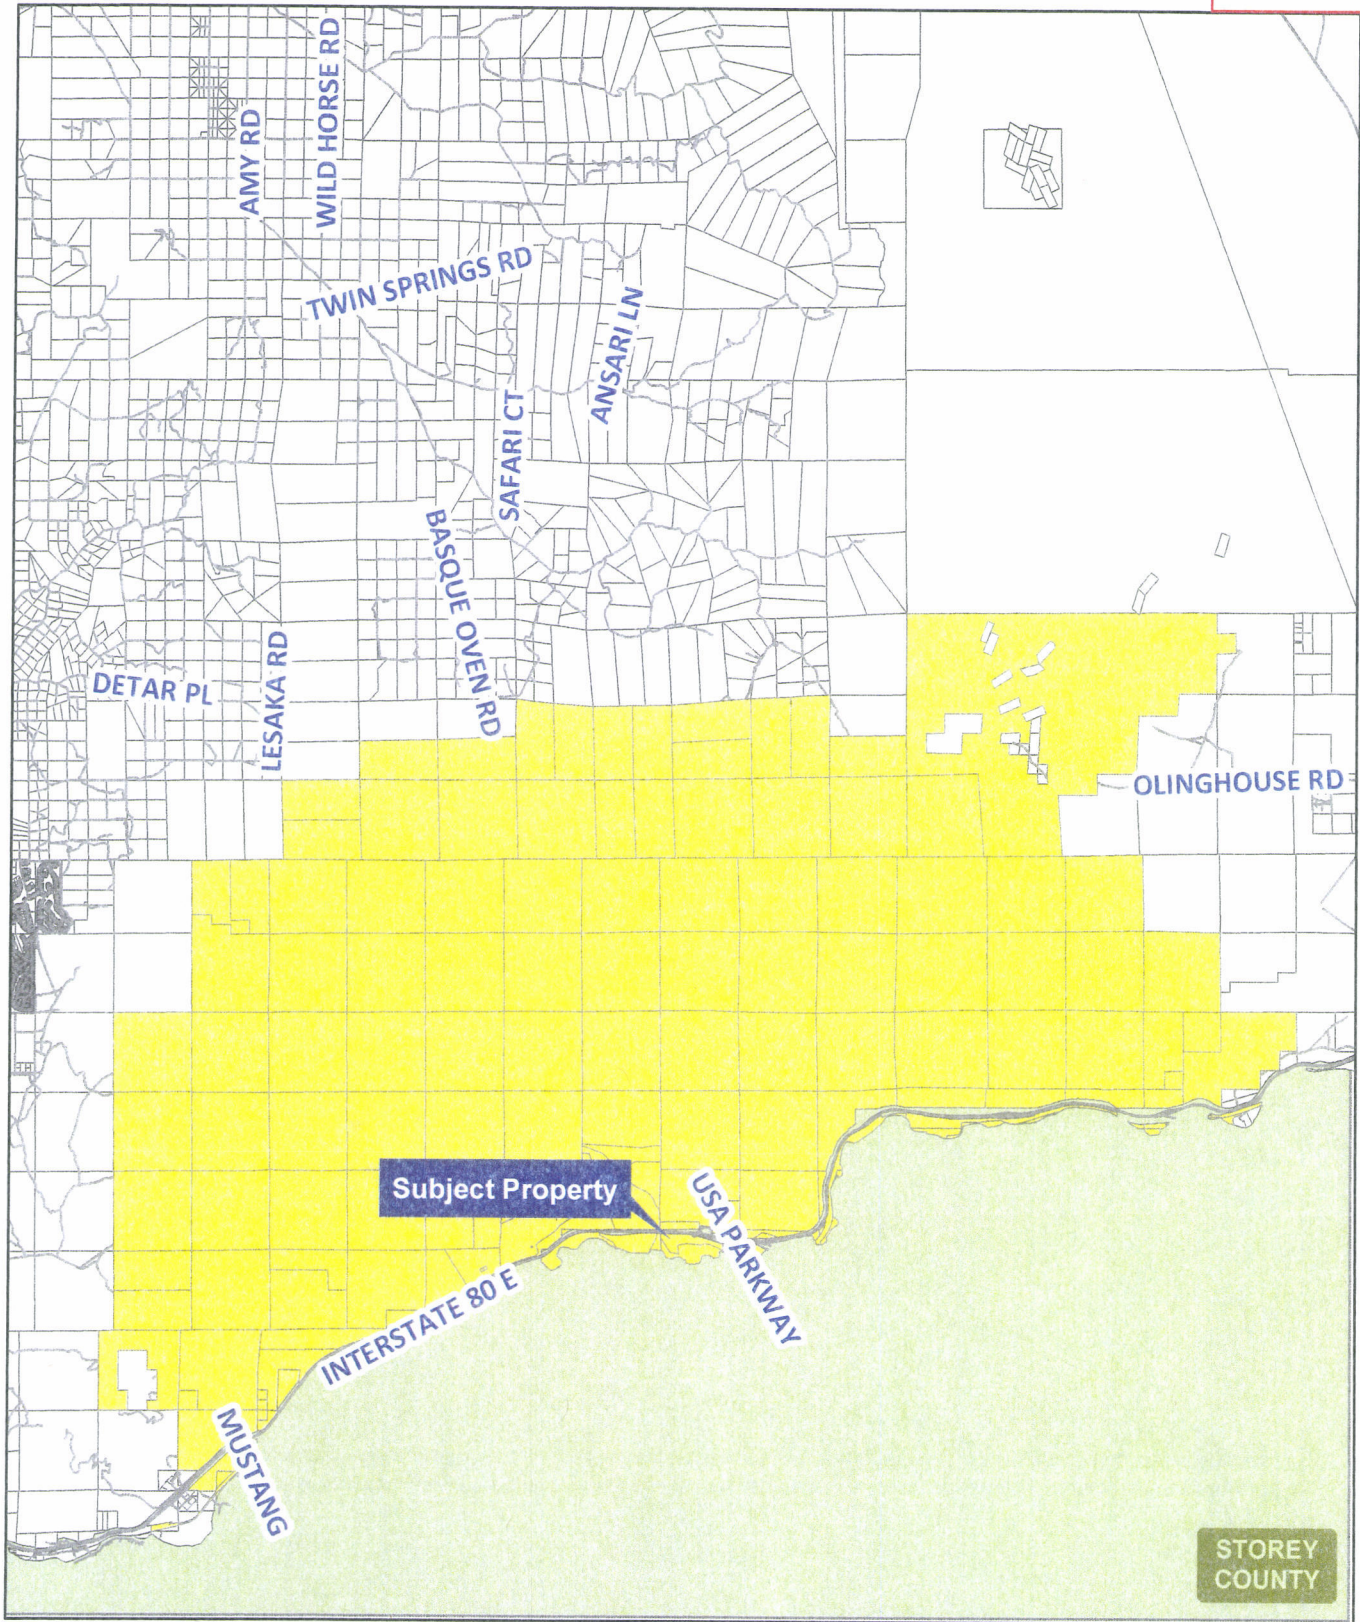 WILD HORSE RD
AMY RD
TWIN SPRINGS RD
ANSARI LN
SAFARI CT
BASQUE OVEN RD
LESAKA RD
DETAR PL
OLINGHOUSE RD
Subject Property
USA PARKWAY
INTERSTATE 80 E
MUSTANG
STOREY
COUNTY